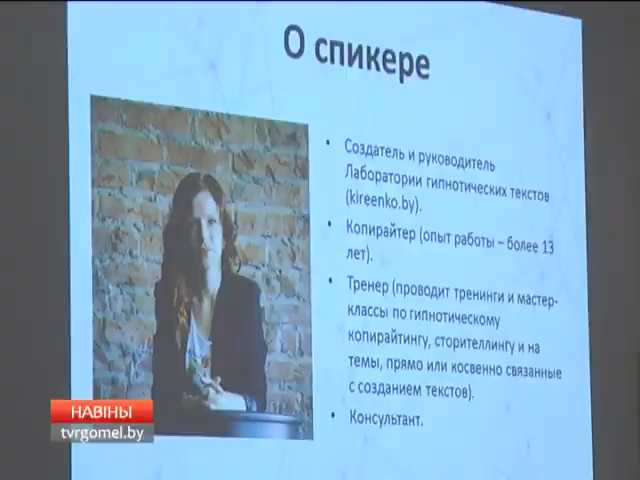 О спикере
• Создатель и руководитель
Лаборатории гипнотических текстов
(kireenko.by).
• Копирайтер (опыт работы – более 13
лет).
• Тренер (проводит тренинги и мастер-
классы по гипнотическому
копирайтингу, сторителлингу и на
темы, прямо или косвенно связанные
с созданием текстов).
• Консультант.
НАВІНЫ
tvrgomel.by